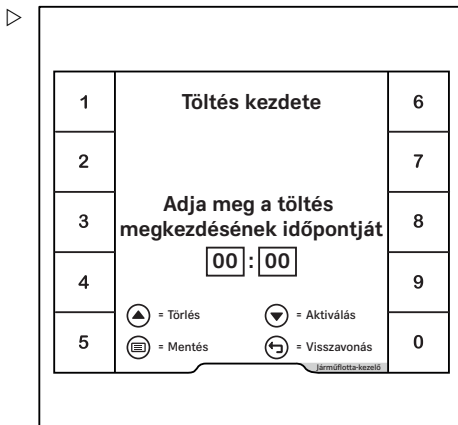 Töltés kezdete
1
2
3
4
5
6
7
8
9
0
Adja meg a töltés
megkezdésének időpontját
00 : 00
= Törlés
= Aktiválás
= Mentés
= Visszavonás
Járműflotta-kezelő